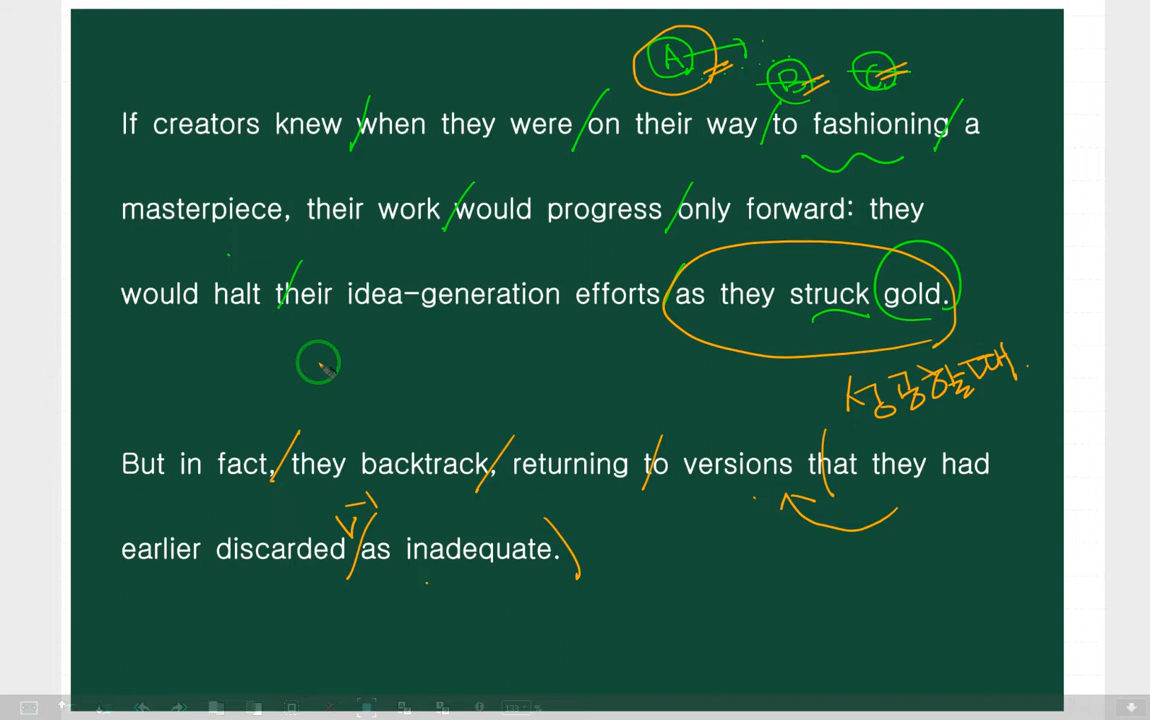 A B C
If creators knew when they were on their way to fashioning a
masterpiece, their work would progress only forward: they
would halt their idea-generation efforts as they struck gold.
성공할때
But in fact, they backtrack, returning to versions that they had
earlier discarded as inadequate.
133 %